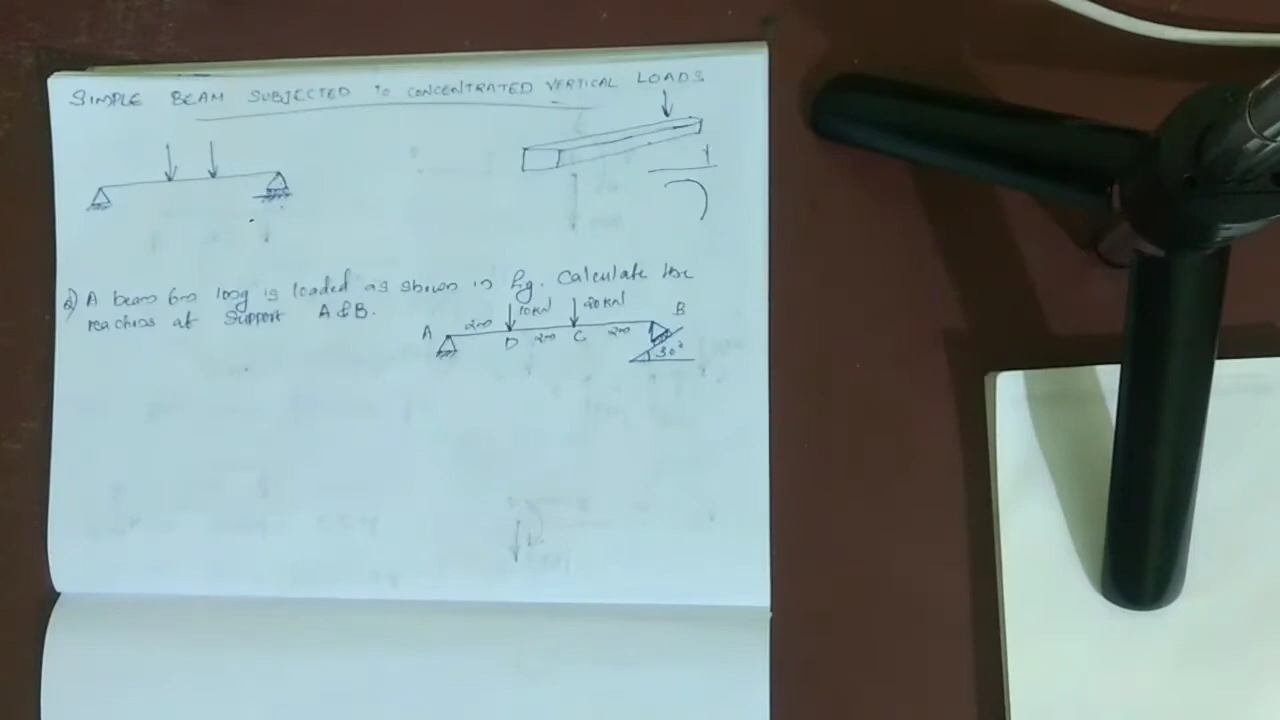 SIMPLE BEAM SUBJECTED to CONCENTRATED VERTICAL LOADS
Q) A beam 6m long is loaded as shown in fig. Calculate the
reactions at Support A & B.
10KN 20KN
A 2m D 2m C 2m B
30°